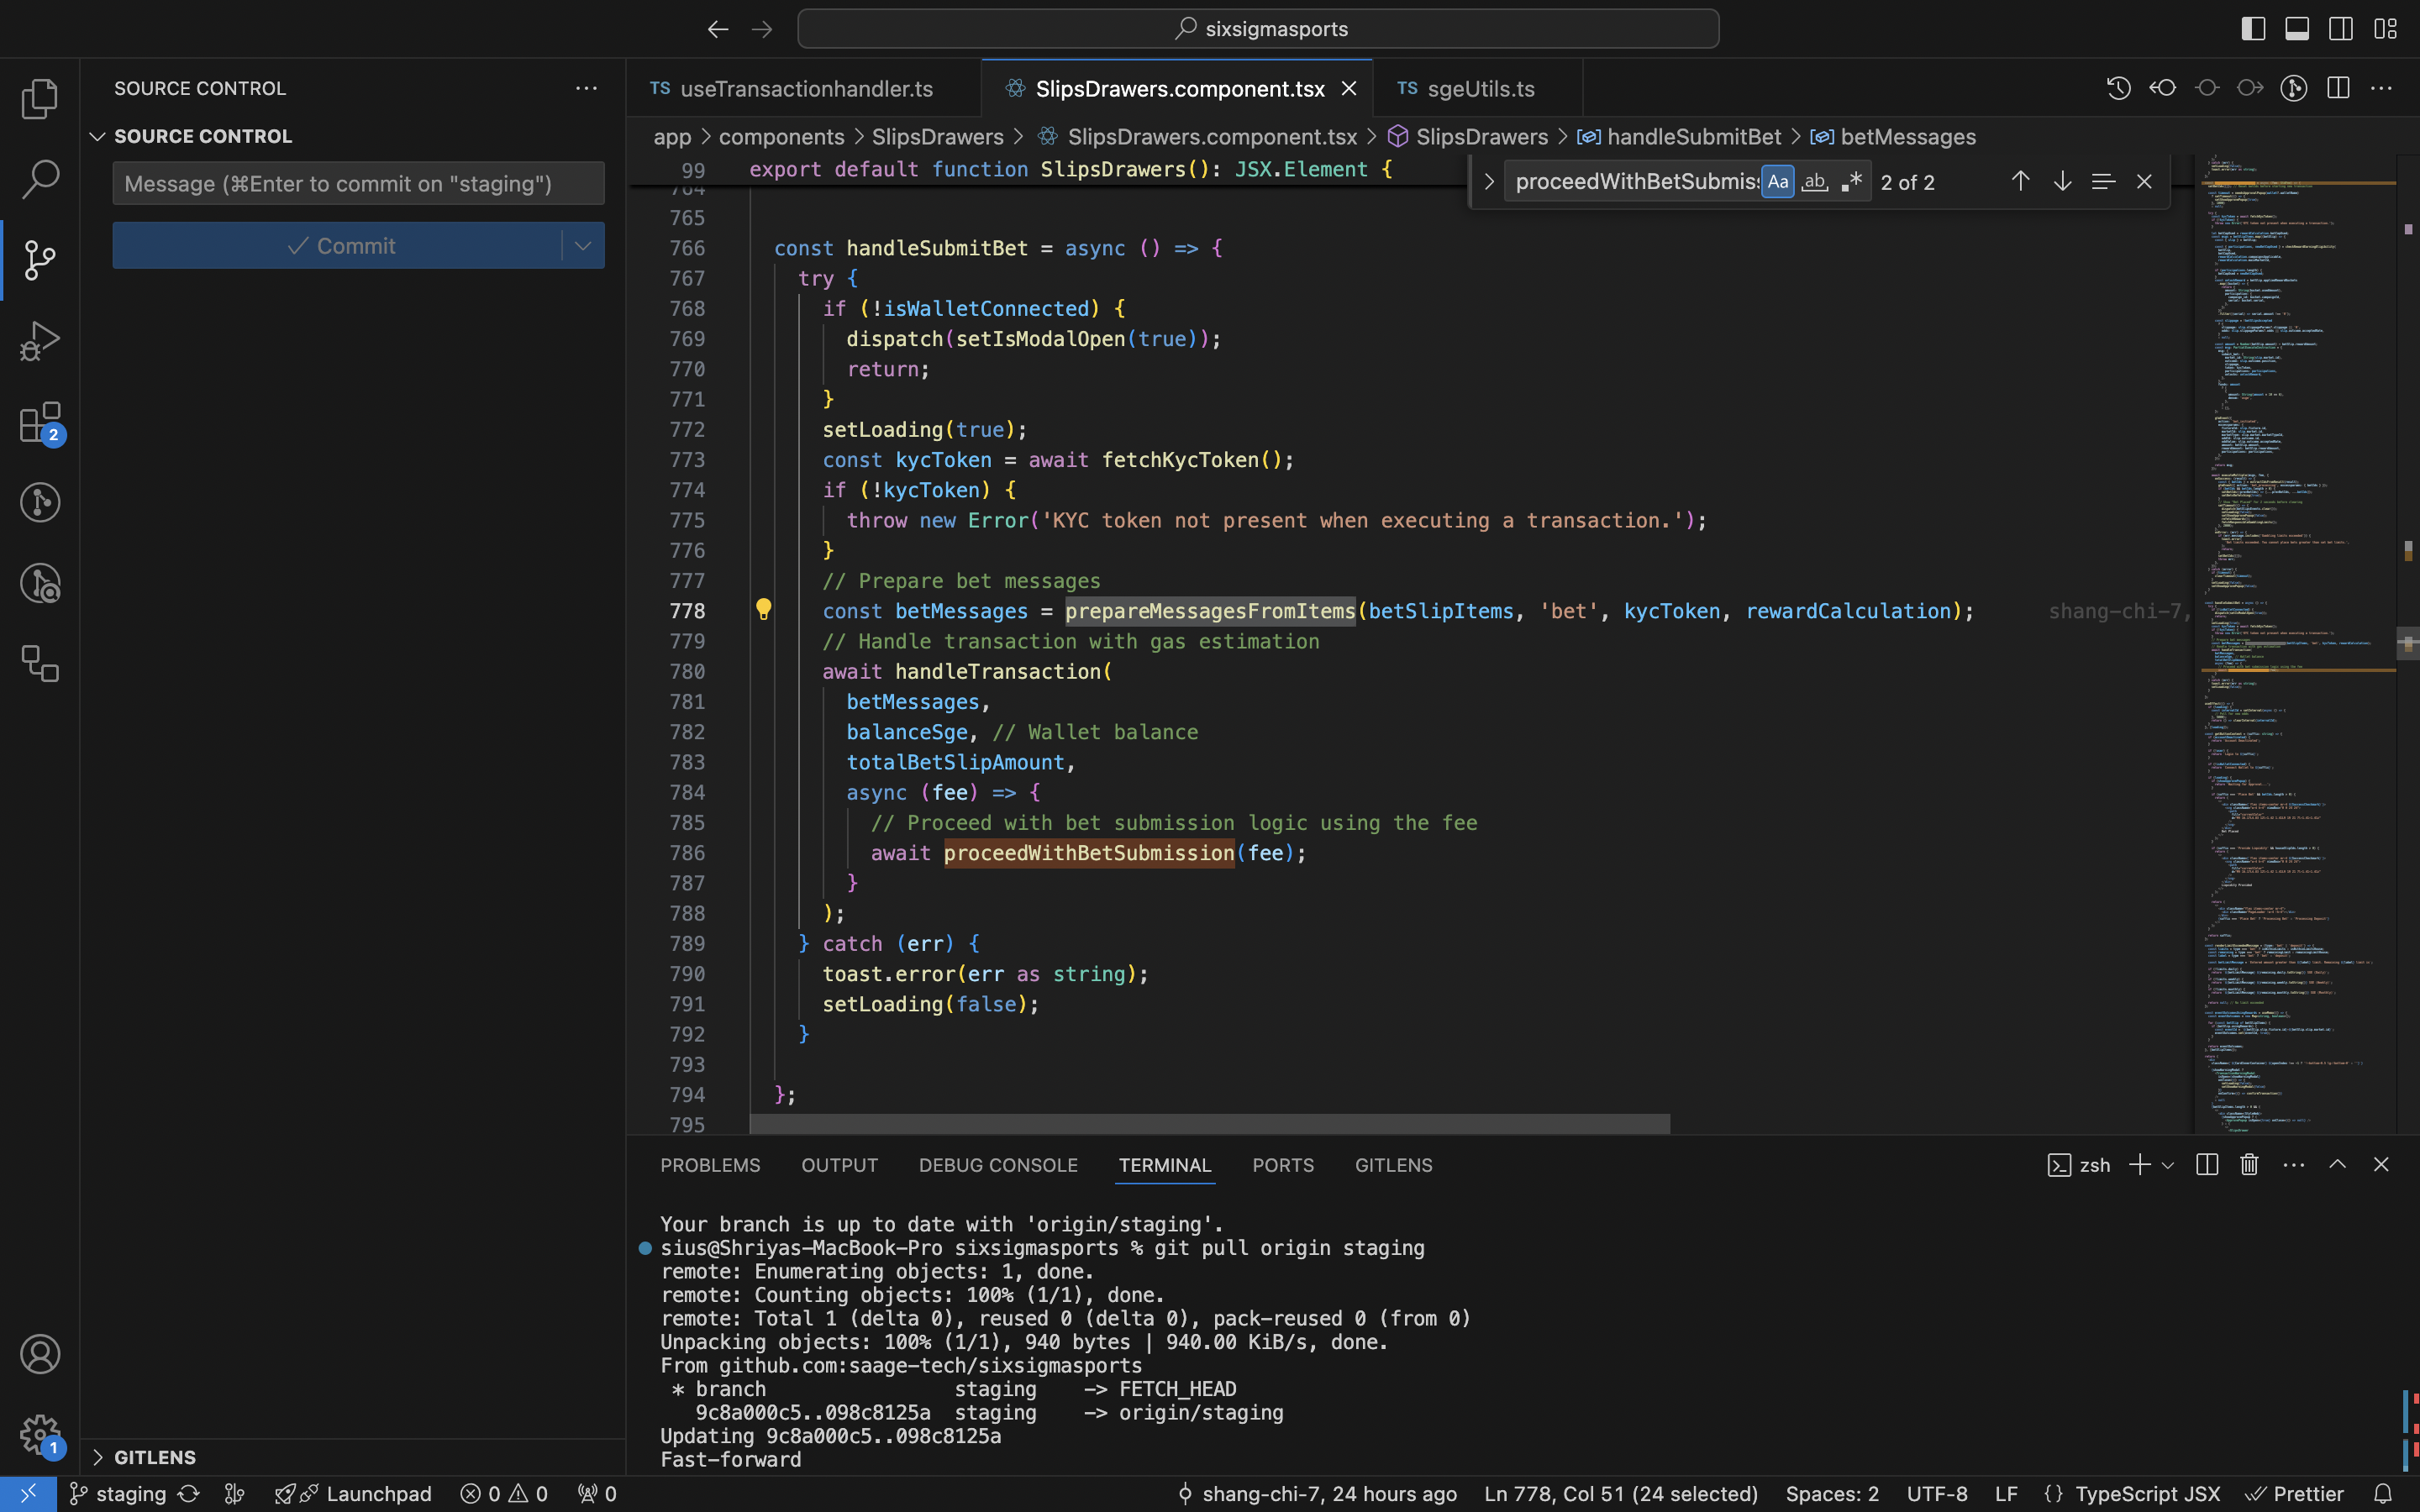 sixsigmasports
SOURCE CONTROL
SOURCE CONTROL
Message (⌘Enter to commit on "staging")
Commit
2
1
GITLENS
TS useTransactionhandler.ts
SlipsDrawers.component.tsx
TS sgeUtils.ts
app > components > SlipsDrawers > SlipsDrawers.component.tsx > SlipsDrawers > handleSubmitBet > betMessages
proceedWithBetSubmis Aa ab .* 2 of 2
99 export default function SlipsDrawers(): JSX.Element {
764
765
766 const handleSubmitBet = async () => {
767 try {
768 if (!isWalletConnected) {
769 dispatch(setIsModalOpen(true));
770 return;
771 }
772 setLoading(true);
773 const kycToken = await fetchKycToken();
774 if (!kycToken) {
775 throw new Error('KYC token not present when executing a transaction.');
776 }
777 // Prepare bet messages
778 const betMessages = prepareMessagesFromItems(betSlipItems, 'bet', kycToken, rewardCalculation); shang-chi-7,
779 // Handle transaction with gas estimation
780 await handleTransaction(
781 betMessages,
782 balanceSge, // Wallet balance
783 totalBetSlipAmount,
784 async (fee) => {
785 // Proceed with bet submission logic using the fee
786 await proceedWithBetSubmission(fee);
787 }
788 );
789 } catch (err) {
790 toast.error(err as string);
791 setLoading(false);
792 }
793
794 };
795
PROBLEMS OUTPUT DEBUG CONSOLE TERMINAL PORTS GITLENS
zsh
Your branch is up to date with 'origin/staging'.
sius@Shriyas-MacBook-Pro sixsigmasports % git pull origin staging
remote: Enumerating objects: 1, done.
remote: Counting objects: 100% (1/1), done.
remote: Total 1 (delta 0), reused 0 (delta 0), pack-reused 0 (from 0)
Unpacking objects: 100% (1/1), 940 bytes | 940.00 KiB/s, done.
From github.com:saage-tech/sixsigmasports
 * branch staging -> FETCH_HEAD
9c8a000c5..098c8125a staging -> origin/staging
Updating 9c8a000c5..098c8125a
Fast-forward
staging Launchpad 0 0 0 shang-chi-7, 24 hours ago Ln 778, Col 51 (24 selected) Spaces: 2 UTF-8 LF {} TypeScript JSX Prettier